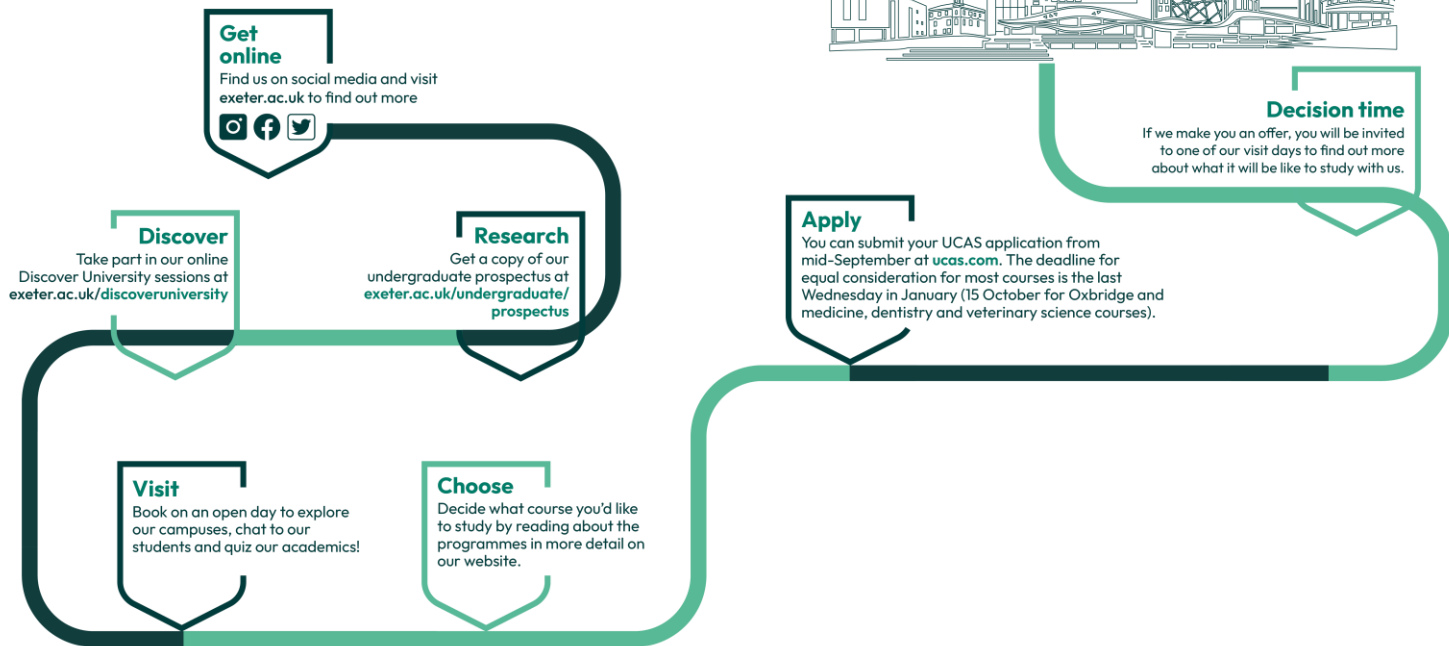 Get
online
Find us on social media and visit
exeter.ac.uk to find out more
Research
Get a copy of our
undergraduate prospectus at
exeter.ac.uk/undergraduate/
prospectus
Discover
Take part in our online
Discover University sessions at
exeter.ac.uk/discoveruniversity
Visit
Book on an open day to explore
our campuses, chat to our
students and quiz our academics!
Choose
Decide what course you’d like
to study by reading about the
programmes in more detail on
our website.
Apply
You can submit your UCAS application from
mid-September at ucas.com. The deadline for
equal consideration for most courses is the last
Wednesday in January (15 October for Oxbridge and
medicine, dentistry and veterinary science courses).
Decision time
If we make you an offer, you will be invited
to one of our visit days to find out more
about what it will be like to study with us.